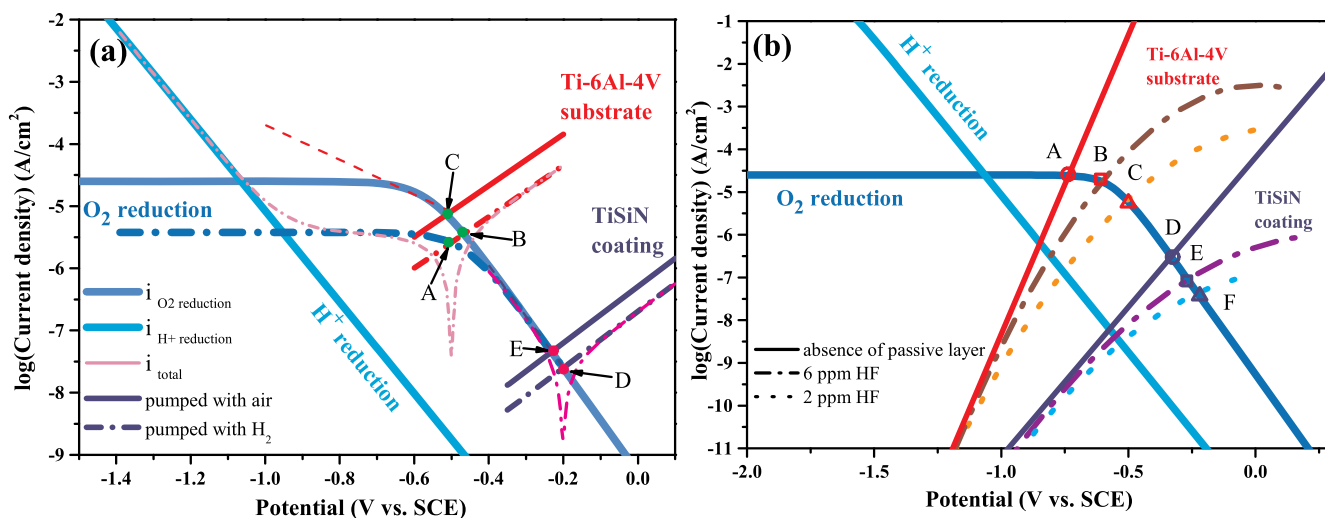 (a)
Ti-6Al-4V
substrate
C
O2 reduction
B
TiSiN
coating
A
E
D
H+ reduction
i O2 reduction
i H+ reduction
i total
pumped with air
pumped with H2
-2
-3
-4
-5
-6
-7
-8
-9
log(Current density) (A/cm2)
-1.4
-1.2
-1.0
-0.8
-0.6
-0.4
-0.2
0.0
Potential (V vs. SCE)
(b)
H+ reduction
Ti-6Al-4V
substrate
A
B
C
O2 reduction
TiSiN
coating
D
E
F
absence of passive layer
6 ppm HF
2 ppm HF
-1
-2
-3
-4
-5
-6
-7
-8
-9
-10
-11
log(Current density) (A/cm2)
-2.0
-1.5
-1.0
-0.5
0.0
Potential (V vs. SCE)